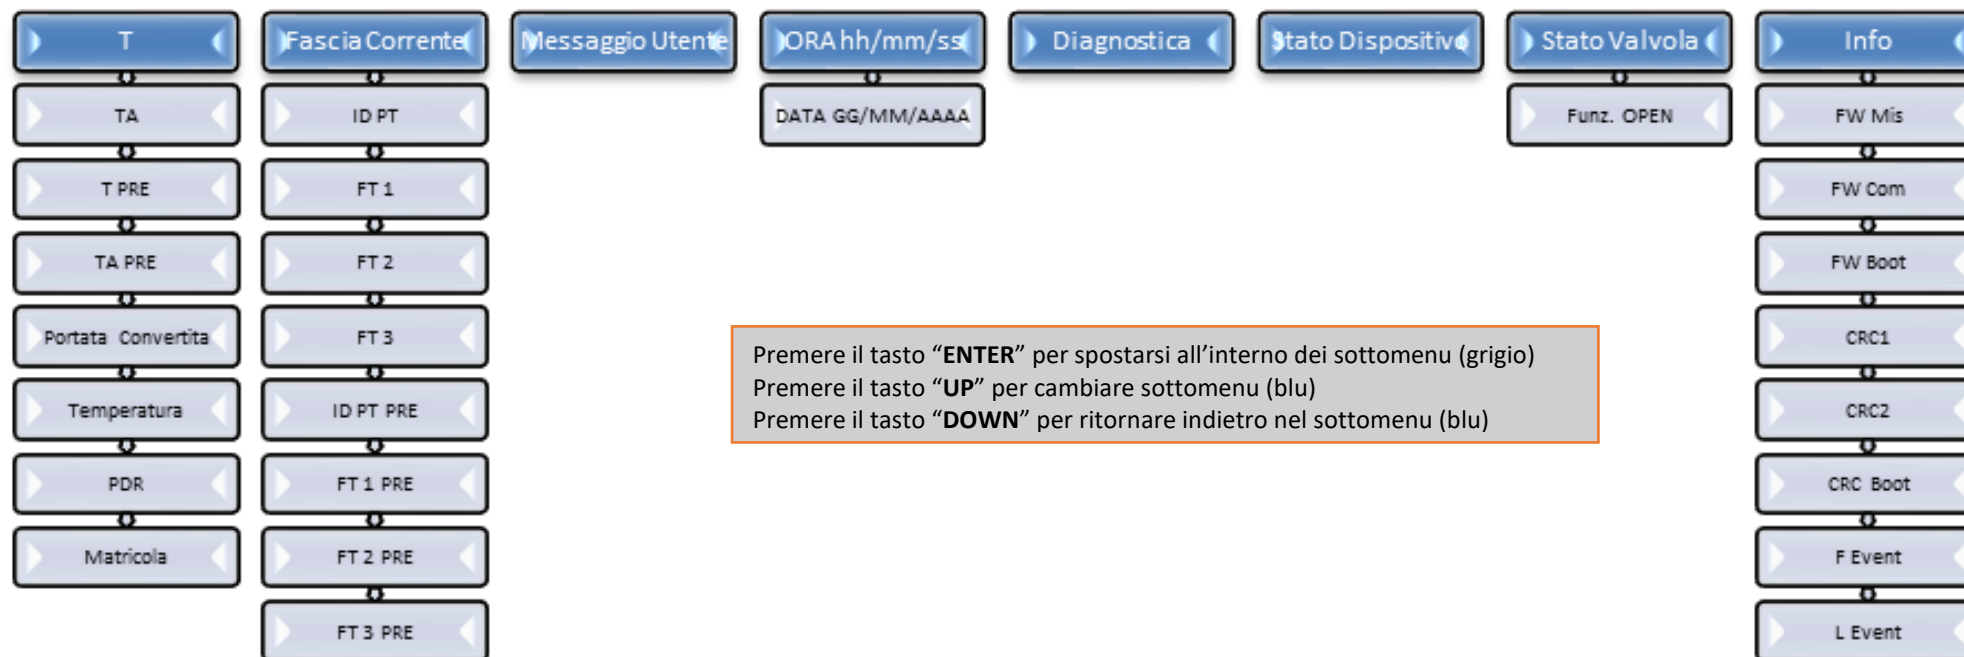 T
TA
T PRE
TA PRE
Portata Convertita
Temperatura
PDR
Matricola
Fascia Corrente
ID PT
FT 1
FT 2
FT 3
ID PT PRE
FT 1 PRE
FT 2 PRE
FT 3 PRE
Messaggio Utente
ORA hh/mm/ss
DATA GG/MM/AAAA
Diagnostica
Stato Dispositivo
Stato Valvola
Funz. OPEN
Info
FW Mis
FW Com
FW Boot
CRC1
CRC2
CRC Boot
F Event
L Event
Premere il tasto “ENTER” per spostarsi all’interno dei sottomenu (grigio)
Premere il tasto “UP” per cambiare sottomenu (blu)
Premere il tasto “DOWN” per ritornare indietro nel sottomenu (blu)